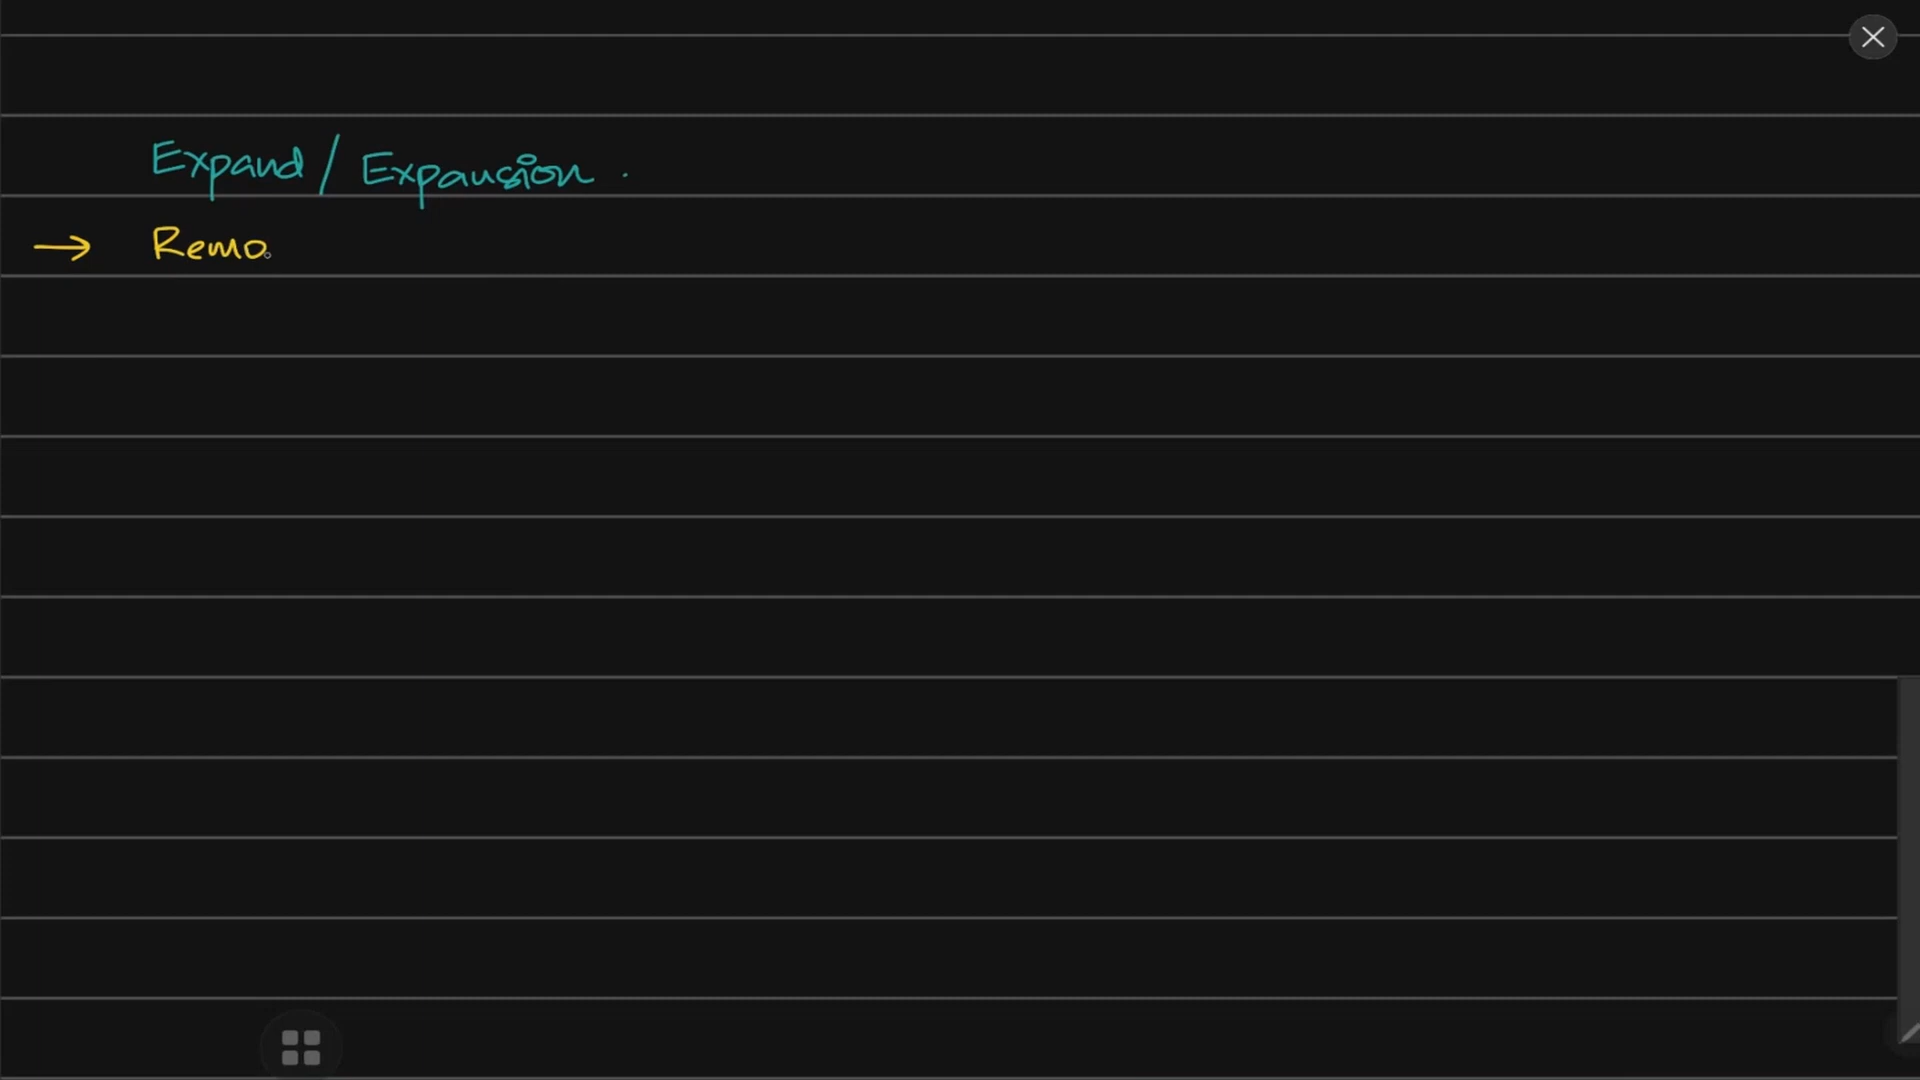 Expand / Expansion .
→ Remo